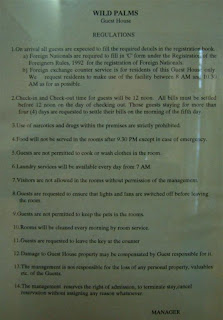 WILD PALMS
Guest House
REGULATIONS
1.On arrival all guests are expected to fill the required details in the registration book.
a) Foreign Nationals are required to fill in 'C' form under the Registration of the
Foreigners Rules, 1992 for the registration of Foreign Nationals.
b) Foreign exchange counter service is for residents of this Guest House only
We request residents to make use of the facility between 8 AM and 10.30
AM as far as possible.
2.Check-in and Check-out time for guests will be 12 noon. All bills must be settled
before 12 noon on the day of checking out. Those guests staying for more than
four (4) days are requested to settle their bills on the morning of the fifth day.
3.Use of narcotics and drugs within the premises are strictly prohibited.
4.Food will not be served in the rooms after 9.30 PM except in case of emergency.
5.Guests are not permitted to cook or wash clothes in the room.
6.Laundry services will be available every day from 7 AM
7.Visitors are not allowed in the rooms without permission of the management.
8.Guests are requested to ensure that lights and fans are switched off before leaving
the room.
9.Guests are not permitted to keep pets in the rooms.
10.Rooms will be cleaned every morning by room service.
11.Guests are requested to leave the key at the counter
12.Damage to Guest House property may be compensated by Guest responsible for it.
13.The management is not responsible for the loss of any personal property, valuables
etc. of the Guests.
14.The management reserves the right of admission, to terminate stay, cancel
reservation without assigning any reason whatsoever.
MANAGER